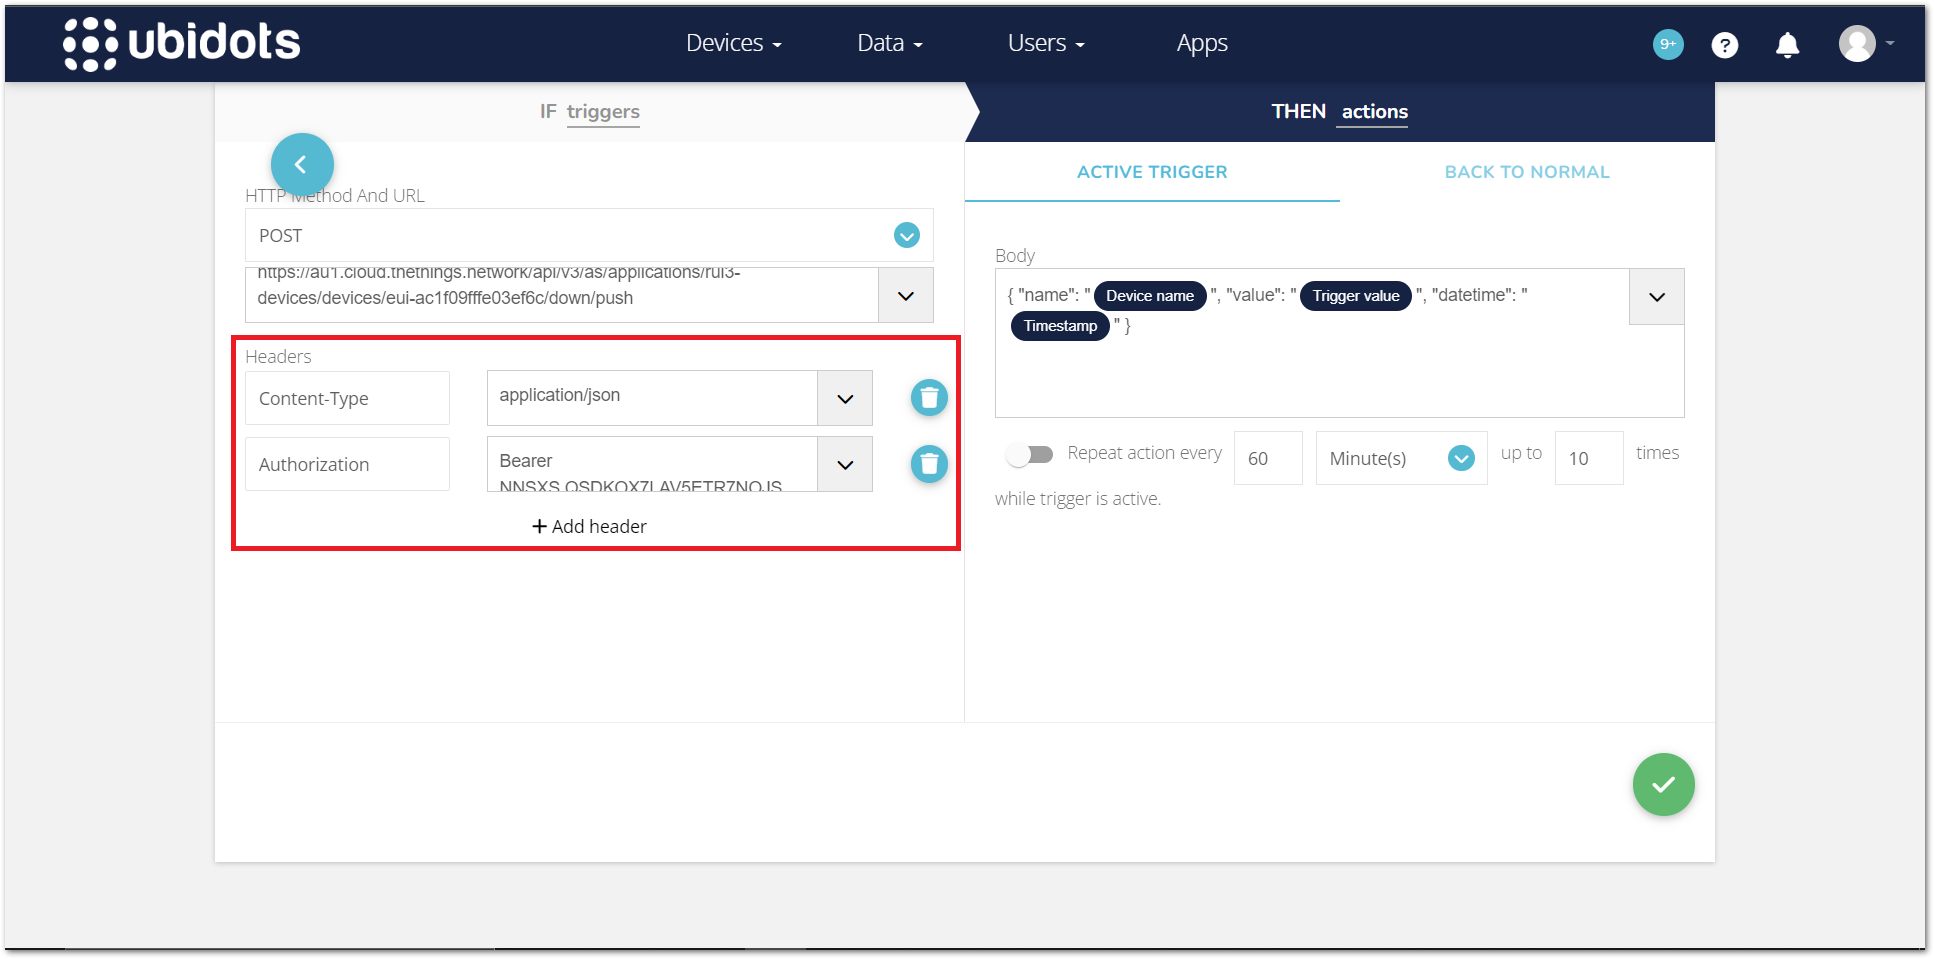 ubidots
Devices
Data
Users
Apps
9+
?
IF triggers
THEN actions
HTTP Method And URL
POST
https://au1.cloud.thethings.network/api/v3/as/applications/rui3-
devices/devices/eui-ac1f09fffe03ef6c/down/push
Headers
Content-Type
application/json
Authorization
Bearer
+ Add header
ACTIVE TRIGGER
BACK TO NORMAL
Body
{ "name": " Device name ", "value": " Trigger value ", "datetime": "
Timestamp " }
Repeat action every 60 Minute(s) up to 10 times
while trigger is active.